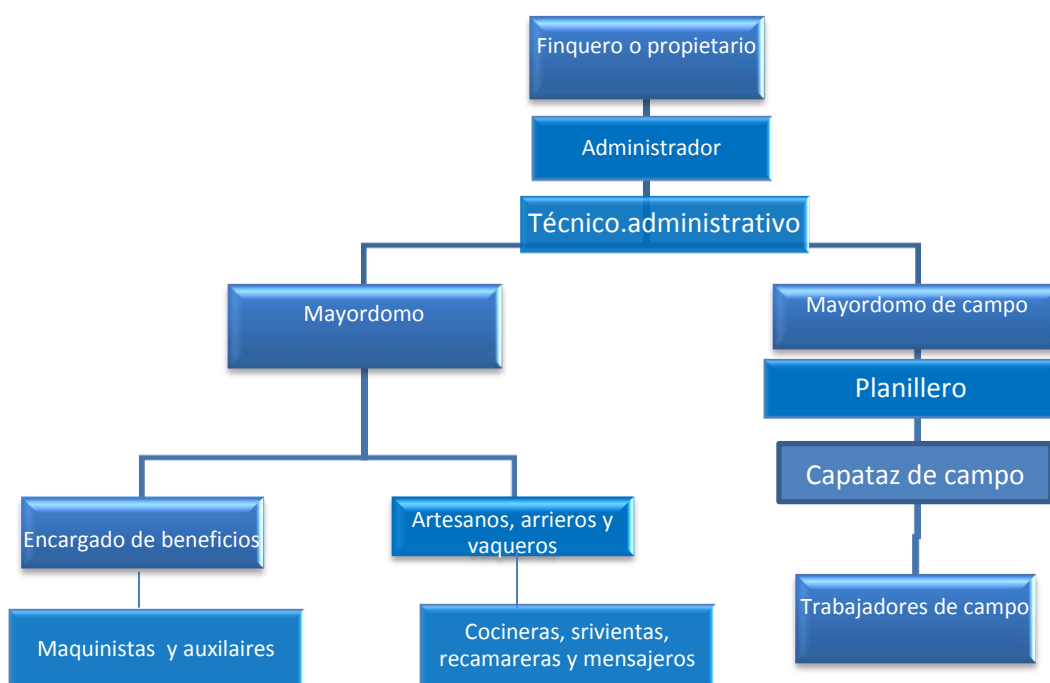 Finquero o propietario
Administrador
Técnico.administrativo
Mayordomo
Mayordomo de campo
Planillero
Capataz de campo
Encargado de beneficios
Artesanos, arrieros y
vaqueros
Trabajadores de campo
Maquinistas y auxilaires
Cocineras, srivientas,
recamareras y mensajeros